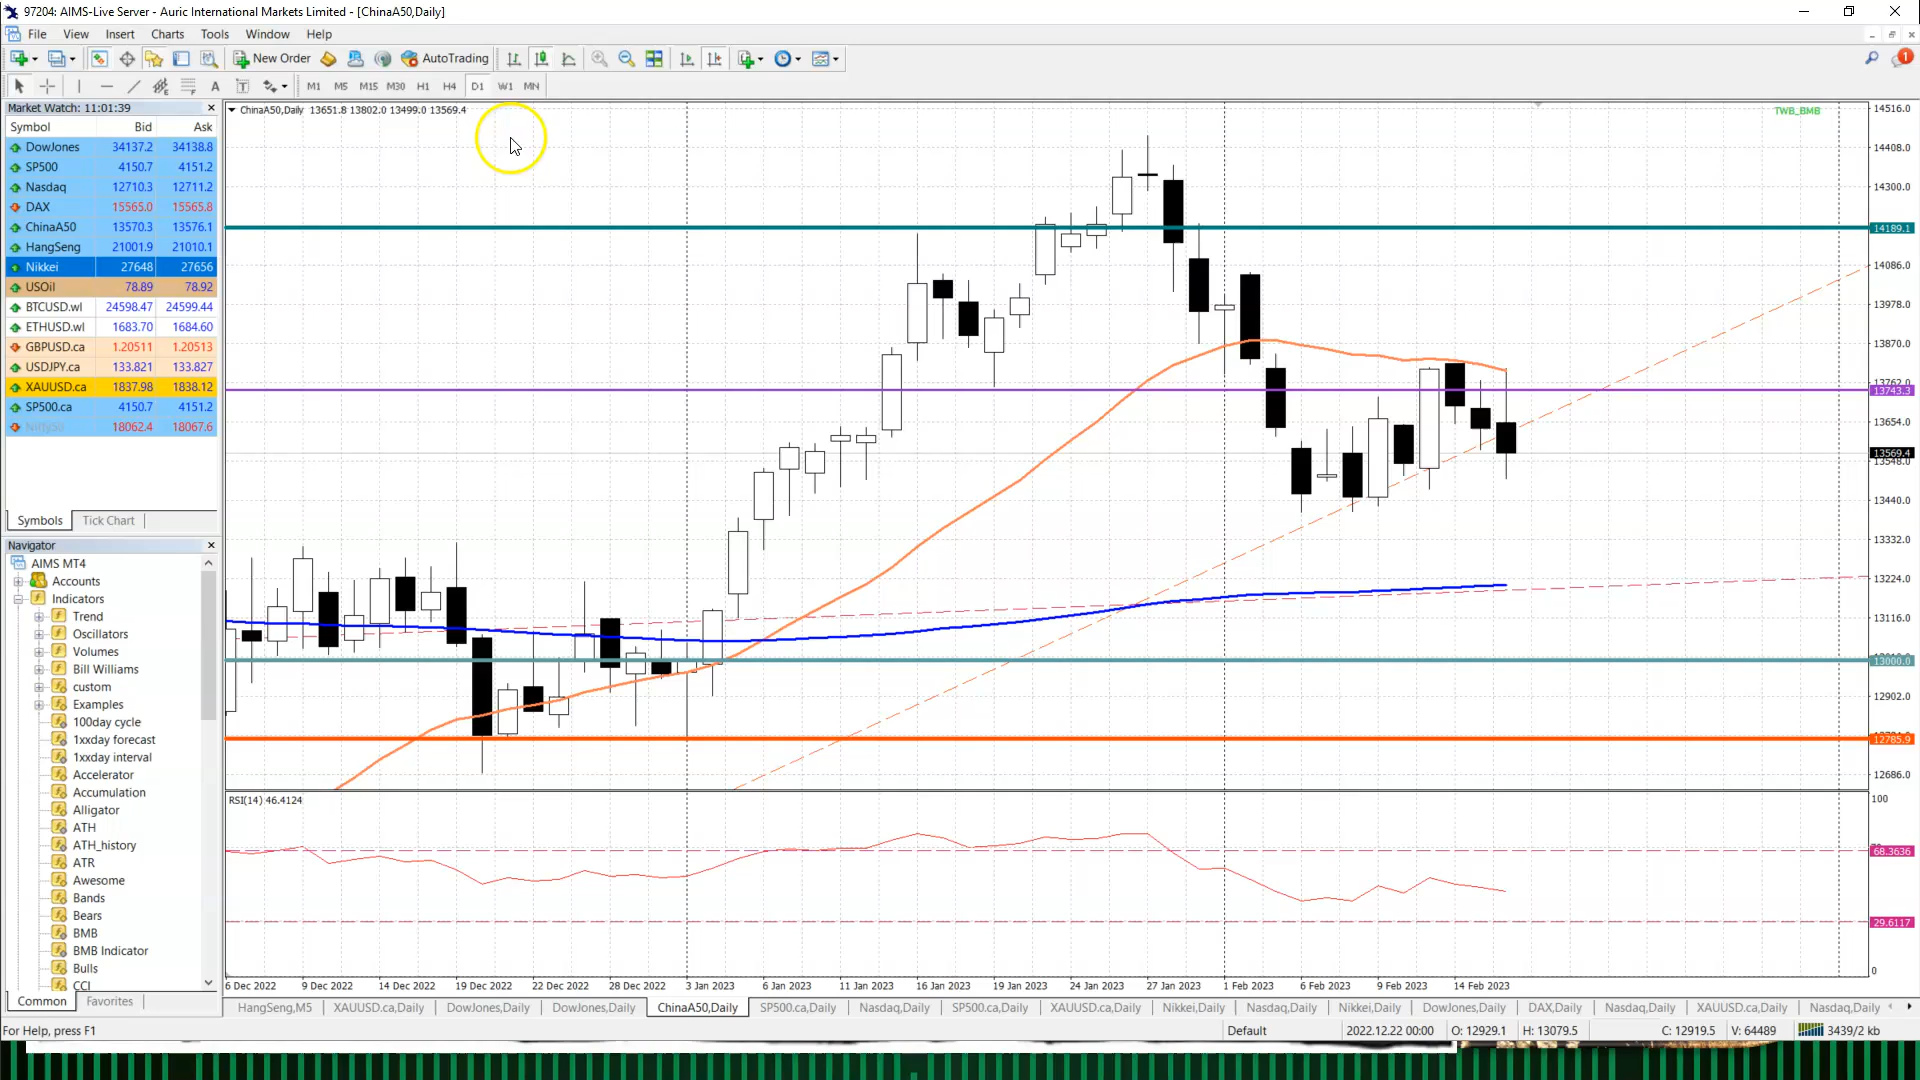 97204: AIMS-Live Server - Auric International Markets Limited - [ChinaA50,Daily]
File View Insert Charts Tools Window Help
New Order AutoTrading
1
A T M1 M5 M15 M30 H1 H4 D1 W1 MN
Market Watch: 11:01:39
Symbol Bid Ask
DowJones 34137.2 34138.8
SP500 4150.7 4151.2
Nasdaq 12710.3 12711.2
DAX 15565.0 15565.8
ChinaA50 13570.3 13576.1
HangSeng 21001.9 21010.1
Nikkei 27648 27656
USOil 78.89 78.92
BTCUSD.wl 24598.47 24599.44
ETHUSD.wl 1683.70 1684.60
GBPUSD.ca 1.20511 1.20513
USDJPY.ca 133.821 133.827
XAUUSD.ca 1837.98 1838.12
SP500.ca 4150.7 4151.2
Nifty50 18062.4 18067.6
Symbols Tick Chart
Navigator
AIMS MT4
Accounts
Indicators
Trend
Oscillators
Volumes
Bill Williams
custom
Examples
100day cycle
1xxday forecast
1xxday interval
Accelerator
Accumulation
Alligator
ATH
ATH_history
ATR
Awesome
Bands
Bears
BMB
BMB Indicator
Bulls
CCI
Common Favorites
ChinaA50,Daily 13651.8 13802.0 13499.0 13569.4
TWB_BMB
14516.0
14408.0
14300.0
14189.1
14086.0
13978.0
13870.0
13762.0
13743.3
13654.0
13569.4
13548.0
13440.0
13332.0
13224.0
13116.0
13000.0
12902.0
12785.9
12686.0
RSI(14) 46.4124
100
68.3636
29.6117
0
6 Dec 2022 9 Dec 2022 14 Dec 2022 19 Dec 2022 22 Dec 2022 28 Dec 2022 3 Jan 2023 6 Jan 2023 11 Jan 2023 16 Jan 2023 19 Jan 2023 24 Jan 2023 27 Jan 2023 1 Feb 2023 6 Feb 2023 9 Feb 2023 14 Feb 2023
HangSeng,M5 XAUUSD.ca,Daily DowJones,Daily DowJones,Daily ChinaA50,Daily SP500.ca,Daily Nasdaq,Daily SP500.ca,Daily XAUUSD.ca,Daily Nikkei,Daily Nasdaq,Daily Nikkei,Daily DowJones,Daily DAX,Daily Nasdaq,Daily XAUUSD.ca,Daily Nasdaq,Daily
For Help, press F1 Default 2022.12.22 00:00 O: 12929.1 H: 13079.5 C: 12919.5 V: 64489 3439/2 kb